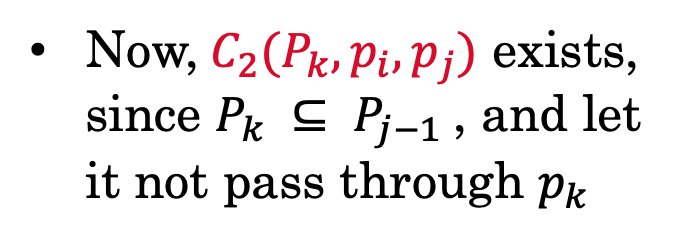 • Now, C₂(Pₖ, pᵢ, pⱼ) exists,
since Pₖ ⊆ Pⱼ₋₁ , and let
it not pass through pₖ